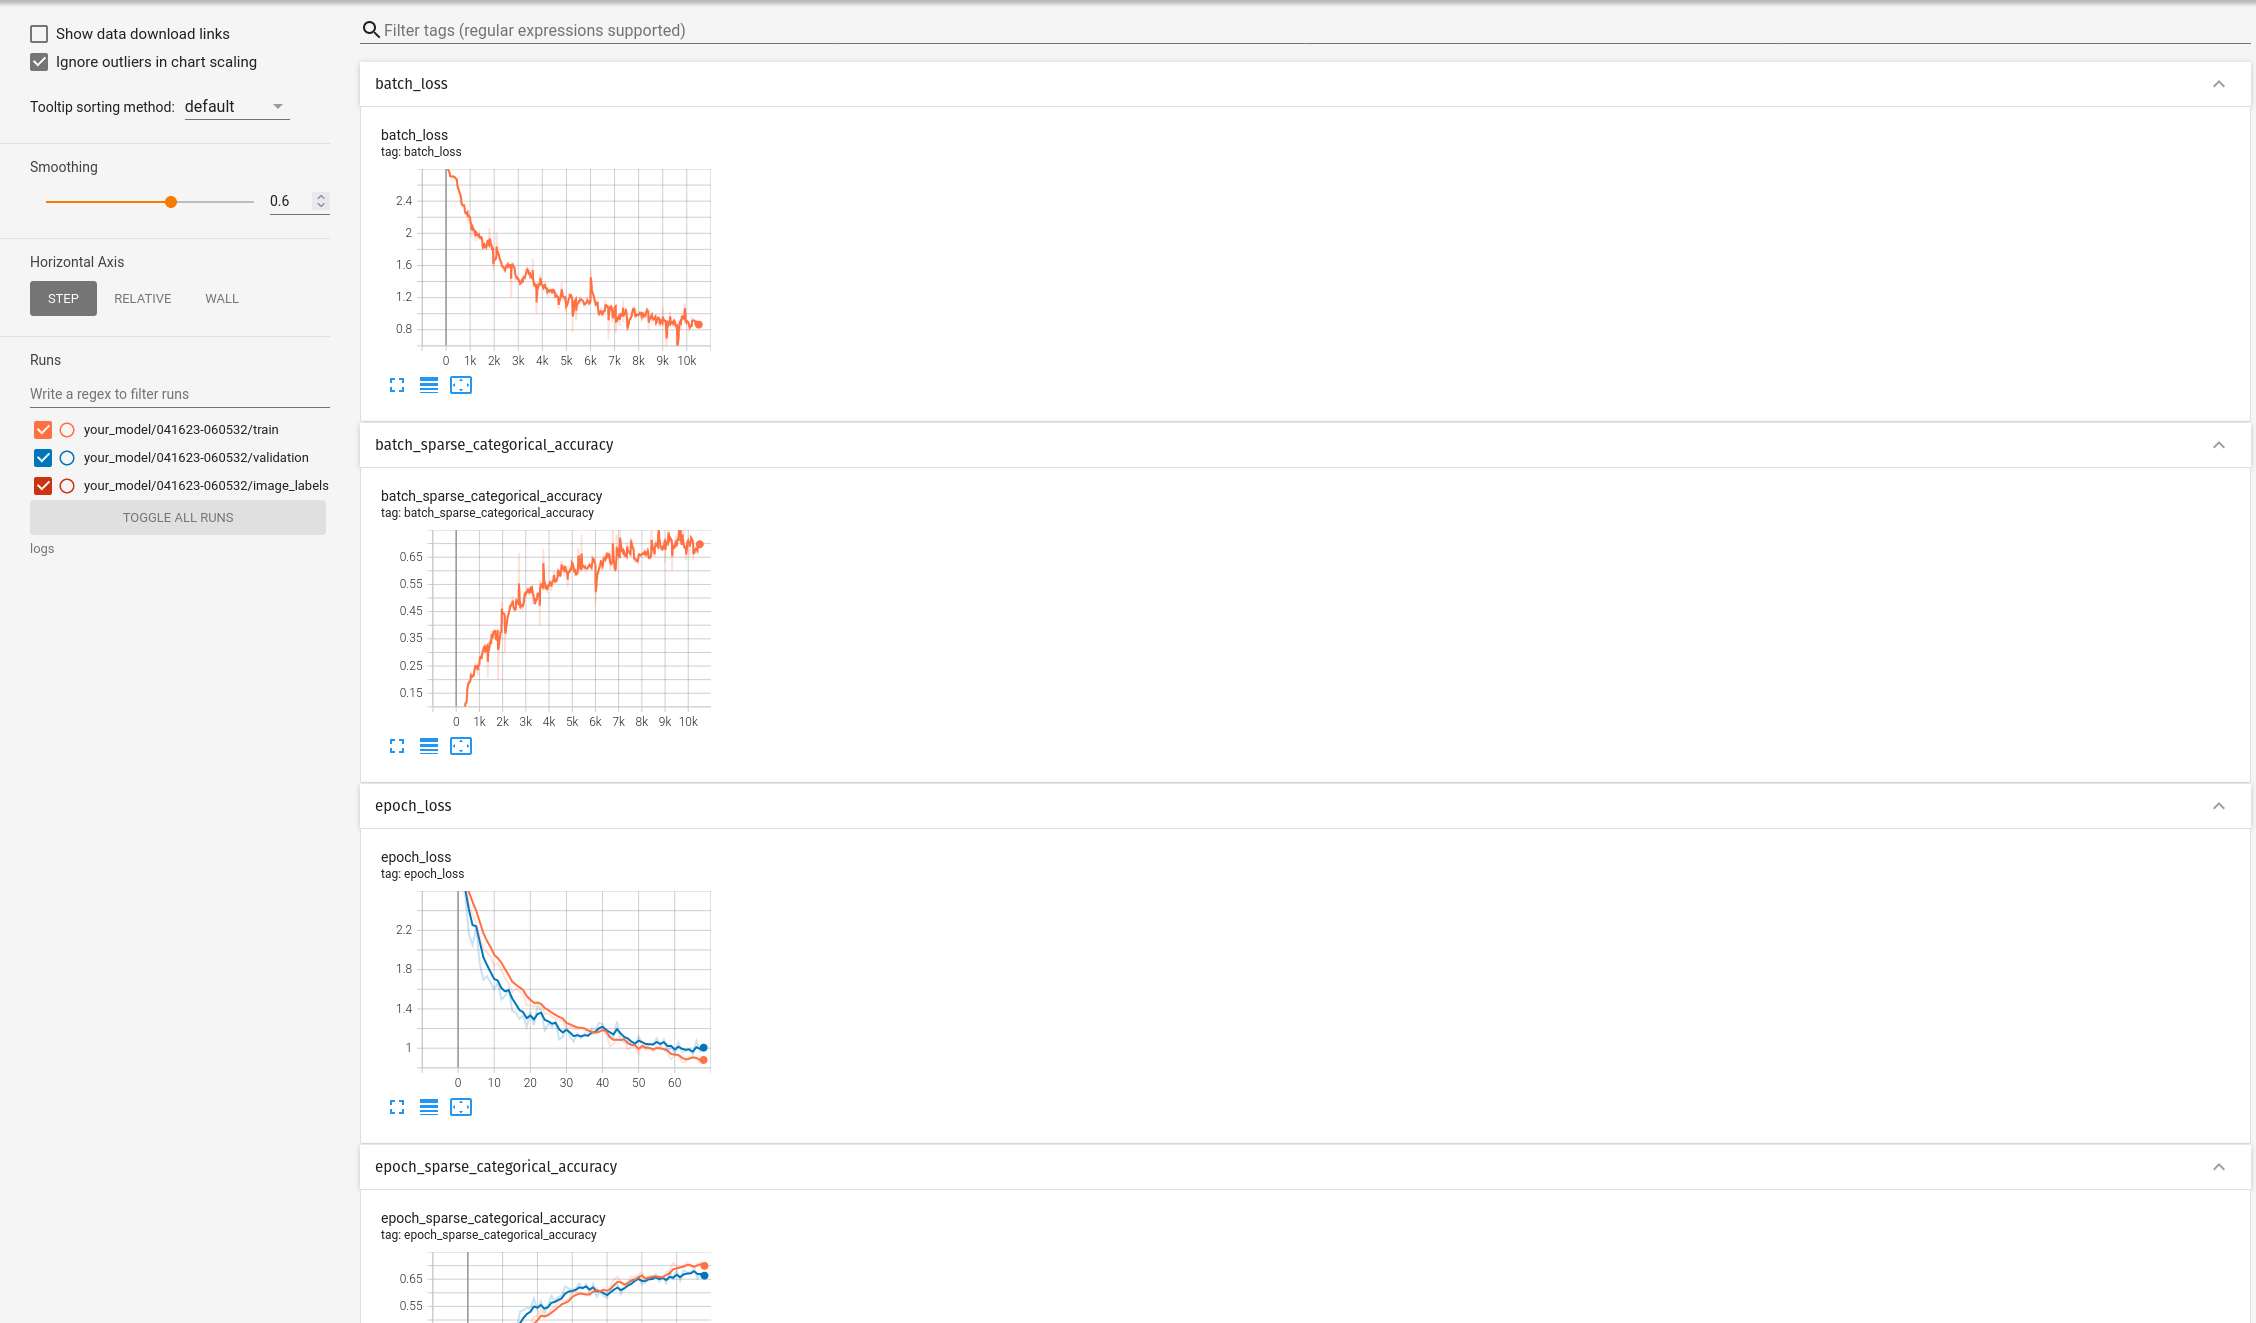 Show data download links
Ignore outliers in chart scaling
Tooltip sorting method: default
Smoothing
0.6
Horizontal Axis
STEP RELATIVE WALL
Runs
Write a regex to filter runs
your_model/041623-060532/train
your_model/041623-060532/validation
your_model/041623-060532/image_labels
TOGGLE ALL RUNS
logs
Filter tags (regular expressions supported)
batch_loss
batch_loss
tag: batch_loss
2.4
2
1.6
1.2
0.8
0 1k 2k 3k 4k 5k 6k 7k 8k 9k 10k
batch_sparse_categorical_accuracy
batch_sparse_categorical_accuracy
tag: batch_sparse_categorical_accuracy
0.65
0.55
0.45
0.35
0.25
0.15
0 1k 2k 3k 4k 5k 6k 7k 8k 9k 10k
epoch_loss
epoch_loss
tag: epoch_loss
2.2
1.8
1.4
1
0 10 20 30 40 50 60
epoch_sparse_categorical_accuracy
epoch_sparse_categorical_accuracy
tag: epoch_sparse_categorical_accuracy
0.65
0.55